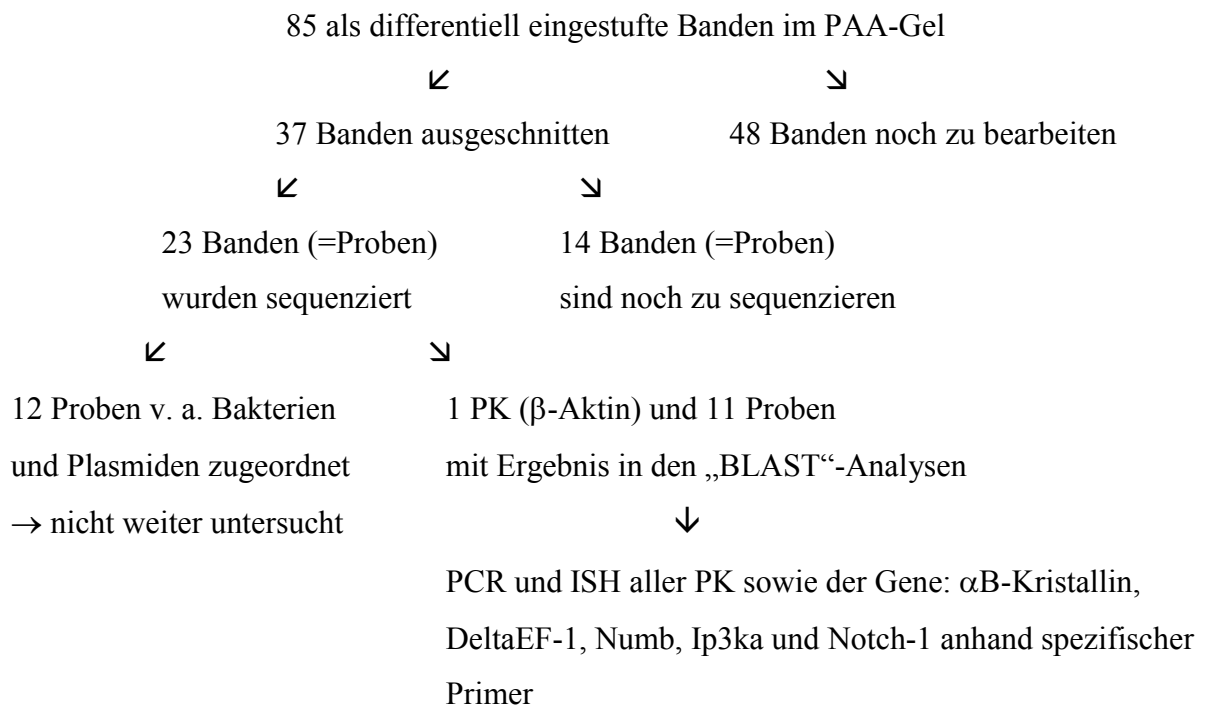 85 als differentiell eingestufte Banden im PAA-Gel
↙ ↘
37 Banden ausgeschnitten 48 Banden noch zu bearbeiten
↙ ↘
23 Banden (=Proben) 14 Banden (=Proben)
wurden sequenziert sind noch zu sequenzieren
↙ ↘
12 Proben v. a. Bakterien 1 PK (β-Aktin) und 11 Proben
und Plasmiden zugeordnet mit Ergebnis in den „BLAST“-Analysen
→ nicht weiter untersucht ↓
PCR und ISH aller PK sowie der Gene: αB-Kristallin,
DeltaEF-1, Numb, Ip3ka und Notch-1 anhand spezifischer
Primer